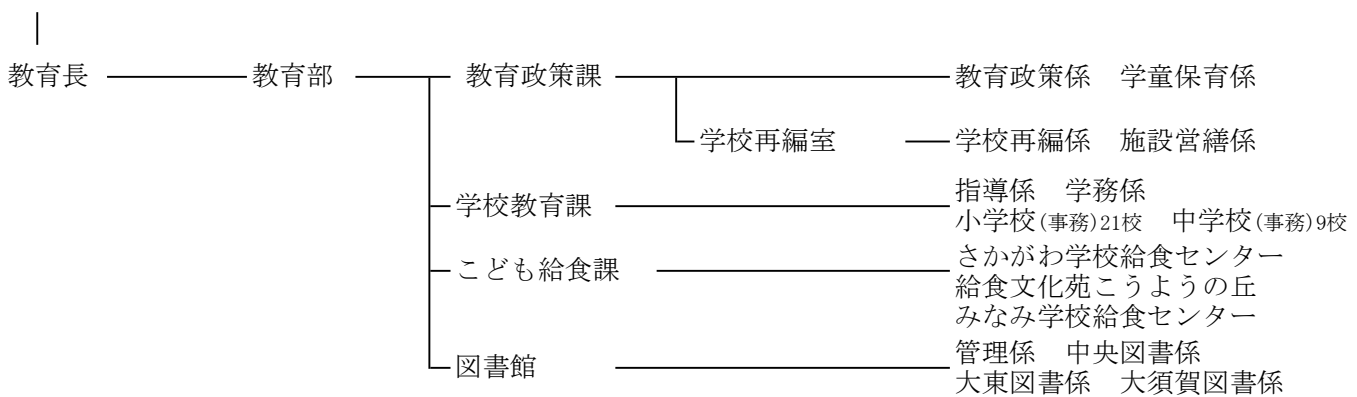 教育長 教育部 教育政策課 教育政策係 学童保育係
学校再編室 学校再編係 施設営繕係
学校教育課 指導係 学務係
小学校(事務)21校 中学校(事務)9校
こども給食課 さかがわ学校給食センター
給食文化苑こうようの丘
みなみ学校給食センター
図書館 管理係 中央図書係
大東図書係 大須賀図書係